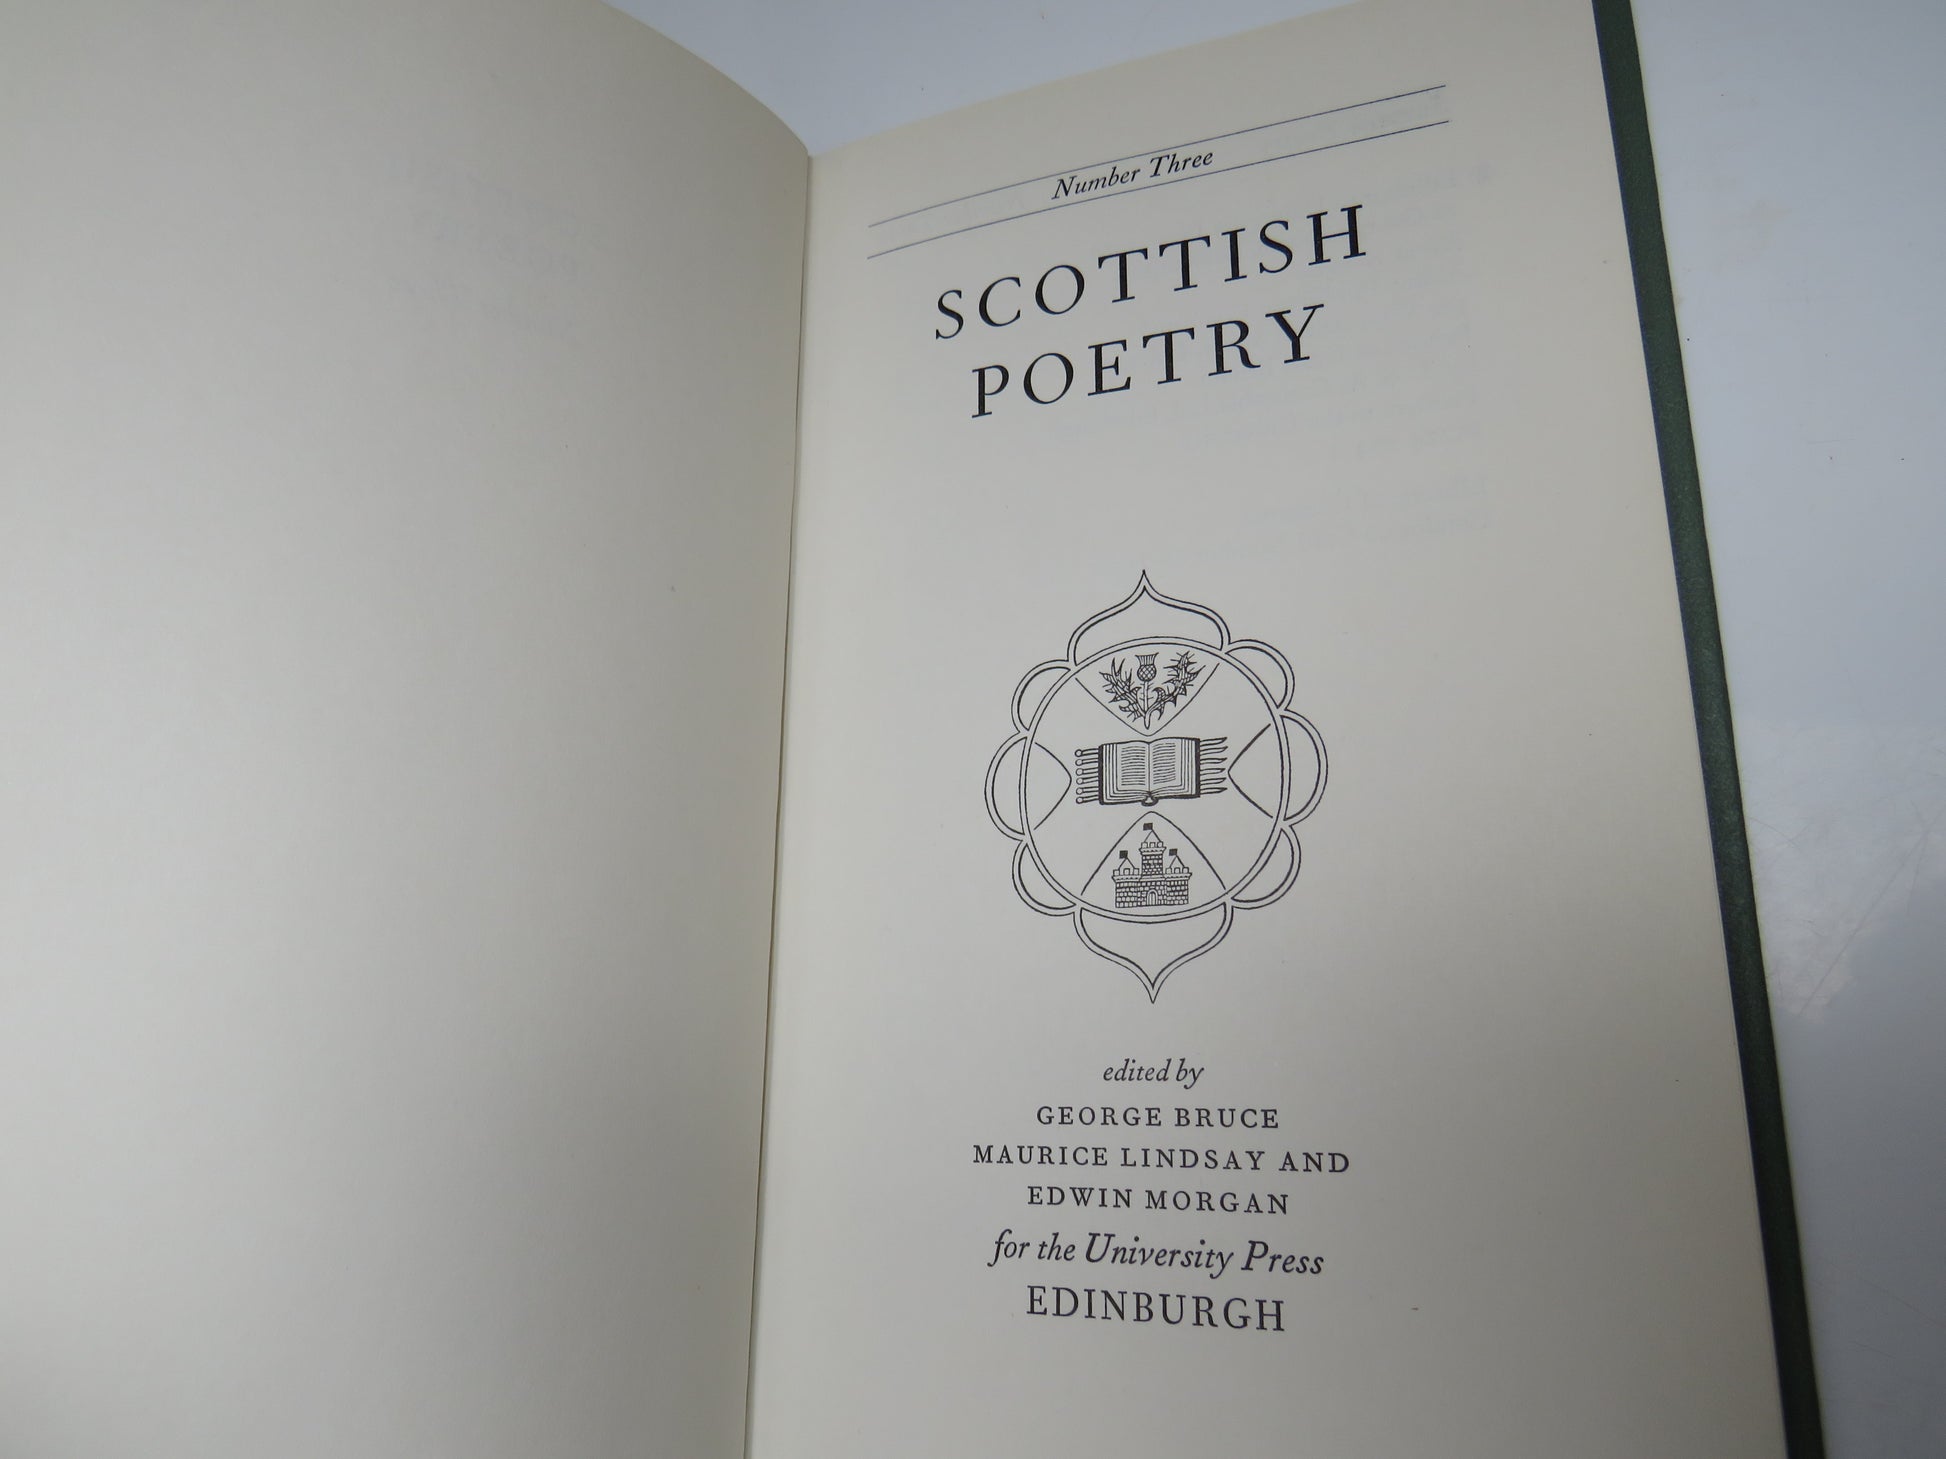 Number Three
SCOTTISH
POETRY
edited by
GEORGE BRUCE
MAURICE LINDSAY AND
EDWIN MORGAN
for the University Press
EDINBURGH